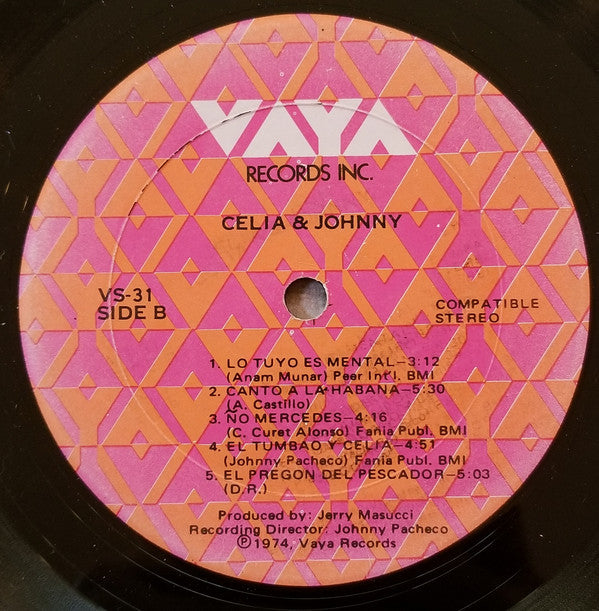 VAYA
RECORDS INC.
CELIA & JOHNNY
VS-31
SIDE B
COMPATIBLE
STEREO
1. LO TUYO ES MENTAL—3:12
(Anam Munar) Peer Int'l. BMI
2. CANTO A LA HABANA—5:30
(A. Castillo)
3. ÑO MERCEDES—4:16
(C. Curet Alonso) Fania Publ. BMI
4. EL TUMBAO Y CELIA—4:51
(Johnny Pacheco) Fania Publ. BMI
5. EL PREGON DEL PESCADOR—5:03
(D.R.)
Produced by: Jerry Masucci
Recording Director: Johnny Pacheco
Ⓟ1974, Vaya Records